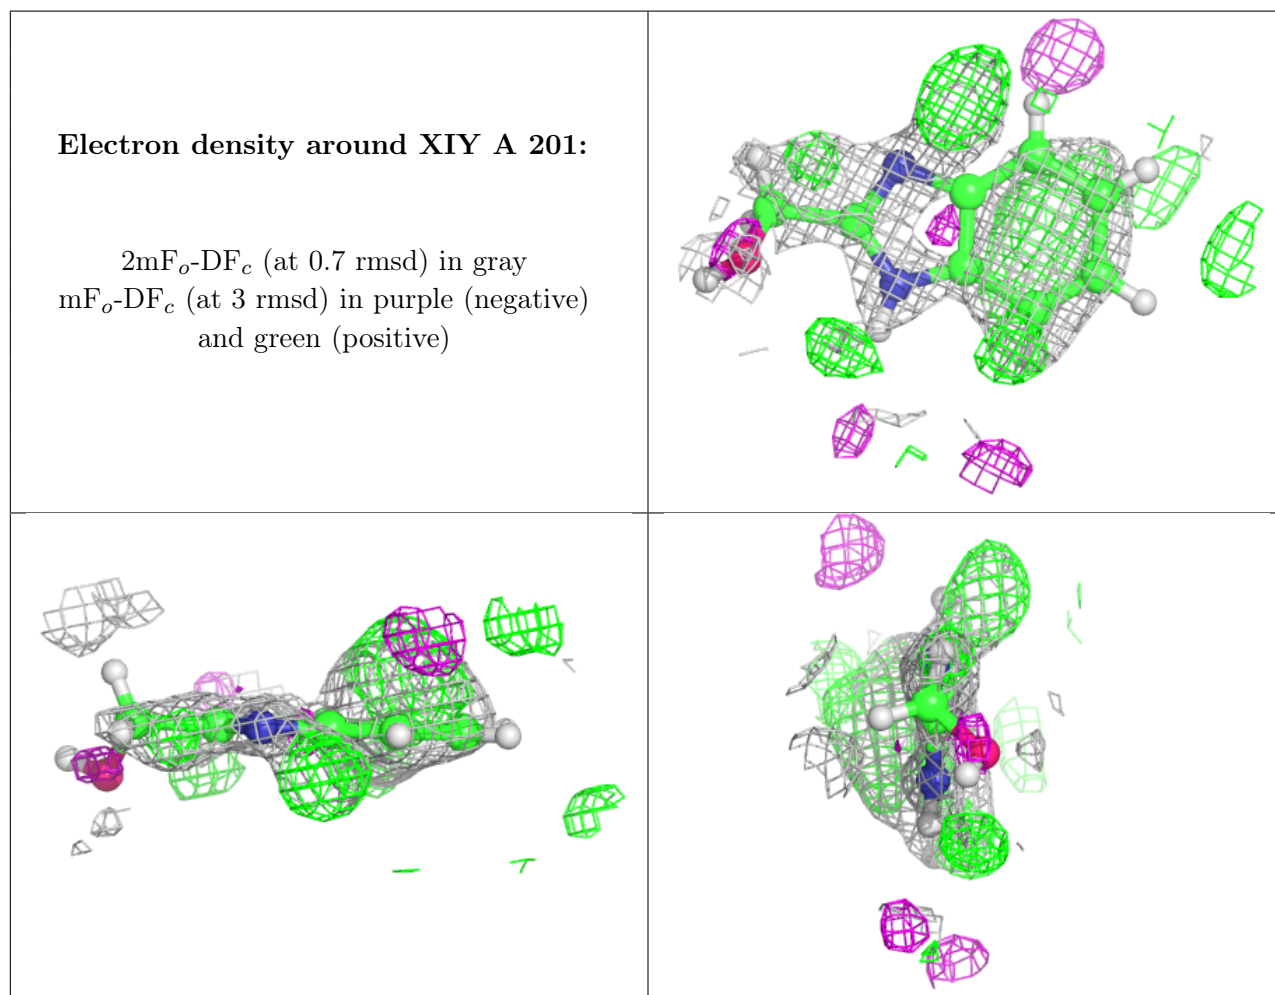 Electron density around XIY A 201:
2mFo-DFc (at 0.7 rmsd) in gray
mFo-DFc (at 3 rmsd) in purple (negative)
and green (positive)